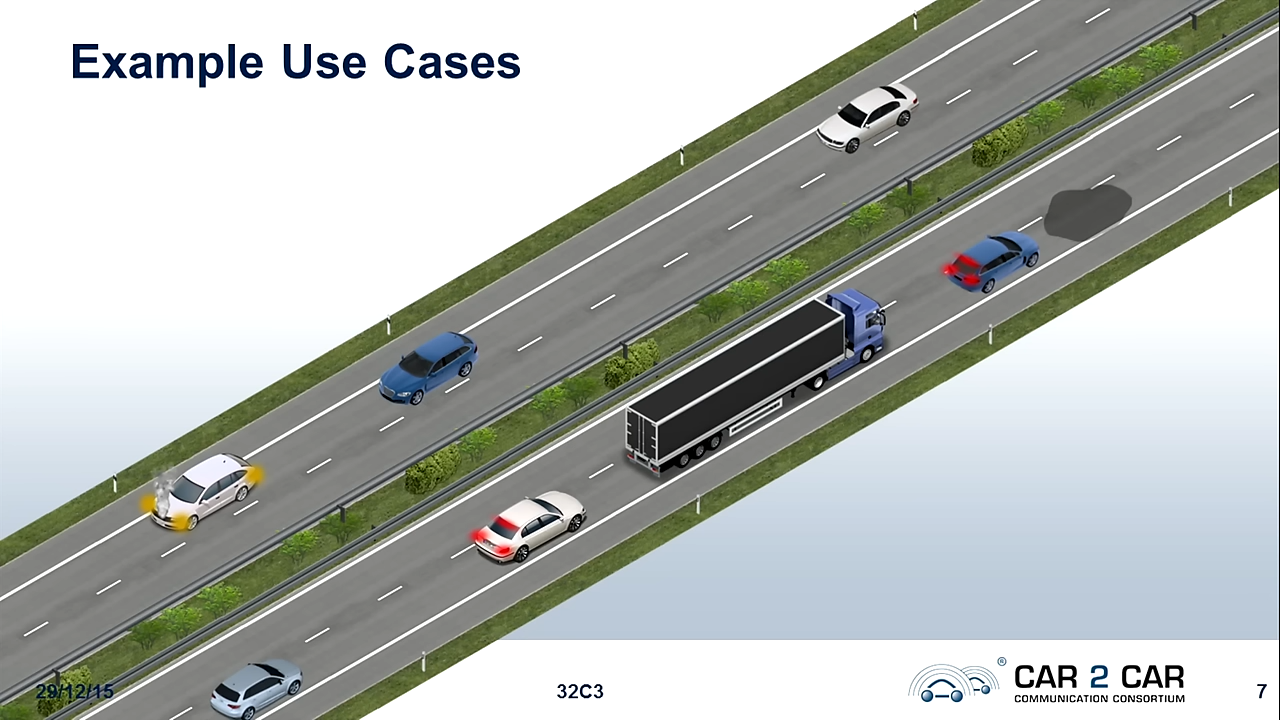 Example Use Cases
29/12/15
32C3
® CAR 2 CAR
COMMUNICATION CONSORTIUM
7